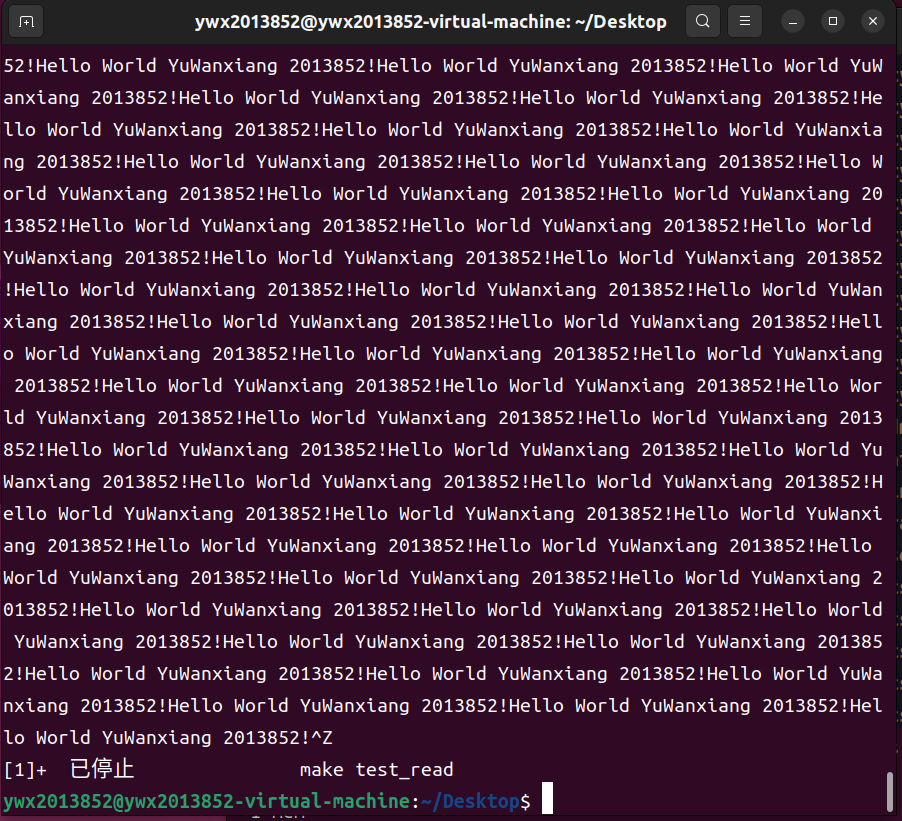 ywx2013852@ywx2013852-virtual-machine: ~/Desktop
52!Hello World YuWanxiang 2013852!Hello World YuWanxiang 2013852!Hello World YuW
anxiang 2013852!Hello World YuWanxiang 2013852!Hello World YuWanxiang 2013852!He
llo World YuWanxiang 2013852!Hello World YuWanxiang 2013852!Hello World YuWanxia
ng 2013852!Hello World YuWanxiang 2013852!Hello World YuWanxiang 2013852!Hello W
orld YuWanxiang 2013852!Hello World YuWanxiang 2013852!Hello World YuWanxiang 20
13852!Hello World YuWanxiang 2013852!Hello World YuWanxiang 2013852!Hello World
YuWanxiang 2013852!Hello World YuWanxiang 2013852!Hello World YuWanxiang 2013852
!Hello World YuWanxiang 2013852!Hello World YuWanxiang 2013852!Hello World YuWan
xiang 2013852!Hello World YuWanxiang 2013852!Hello World YuWanxiang 2013852!Hell
o World YuWanxiang 2013852!Hello World YuWanxiang 2013852!Hello World YuWanxiang
 2013852!Hello World YuWanxiang 2013852!Hello World YuWanxiang 2013852!Hello Wor
ld YuWanxiang 2013852!Hello World YuWanxiang 2013852!Hello World YuWanxiang 2013
852!Hello World YuWanxiang 2013852!Hello World YuWanxiang 2013852!Hello World Yu
Wanxiang 2013852!Hello World YuWanxiang 2013852!Hello World YuWanxiang 2013852!H
ello World YuWanxiang 2013852!Hello World YuWanxiang 2013852!Hello World YuWanxi
ang 2013852!Hello World YuWanxiang 2013852!Hello World YuWanxiang 2013852!Hello
World YuWanxiang 2013852!Hello World YuWanxiang 2013852!Hello World YuWanxiang 2
013852!Hello World YuWanxiang 2013852!Hello World YuWanxiang 2013852!Hello World
 YuWanxiang 2013852!Hello World YuWanxiang 2013852!Hello World YuWanxiang 201385
2!Hello World YuWanxiang 2013852!Hello World YuWanxiang 2013852!Hello World YuWa
nxiang 2013852!Hello World YuWanxiang 2013852!Hello World YuWanxiang 2013852!Hel
lo World YuWanxiang 2013852!^Z
[1]+  已停止               make test_read
ywx2013852@ywx2013852-virtual-machine:~/Desktop$